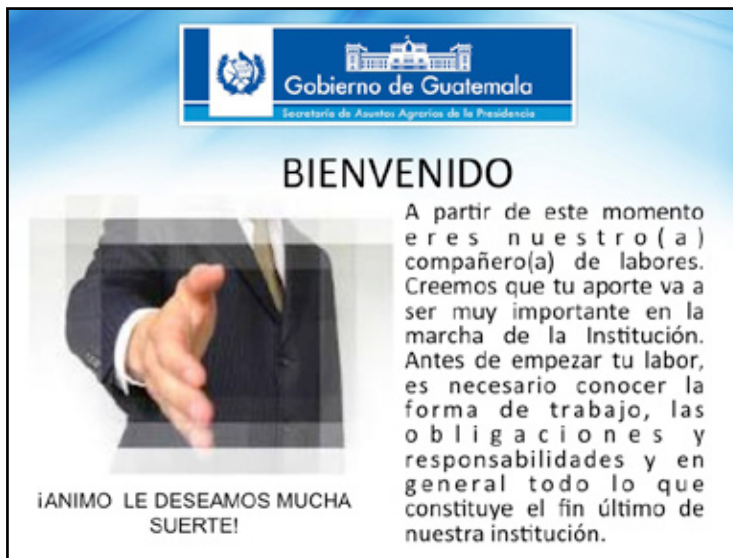 Gobierno de Guatemala
Secretaría de Asuntos Agrarios de la Presidencia
BIENVENIDO
A partir de este momento
eres nuestro(a)
compañero(a) de labores.
Creemos que tu aporte va a
ser muy importante en la
marcha de la Institución.
Antes de empezar tu labor,
es necesario conocer la
forma de trabajo, las
obligaciones y
responsabilidades y en
general todo lo que
constituye el fin último de
nuestra institución.
¡ANIMO LE DESEAMOS MUCHA
SUERTE!